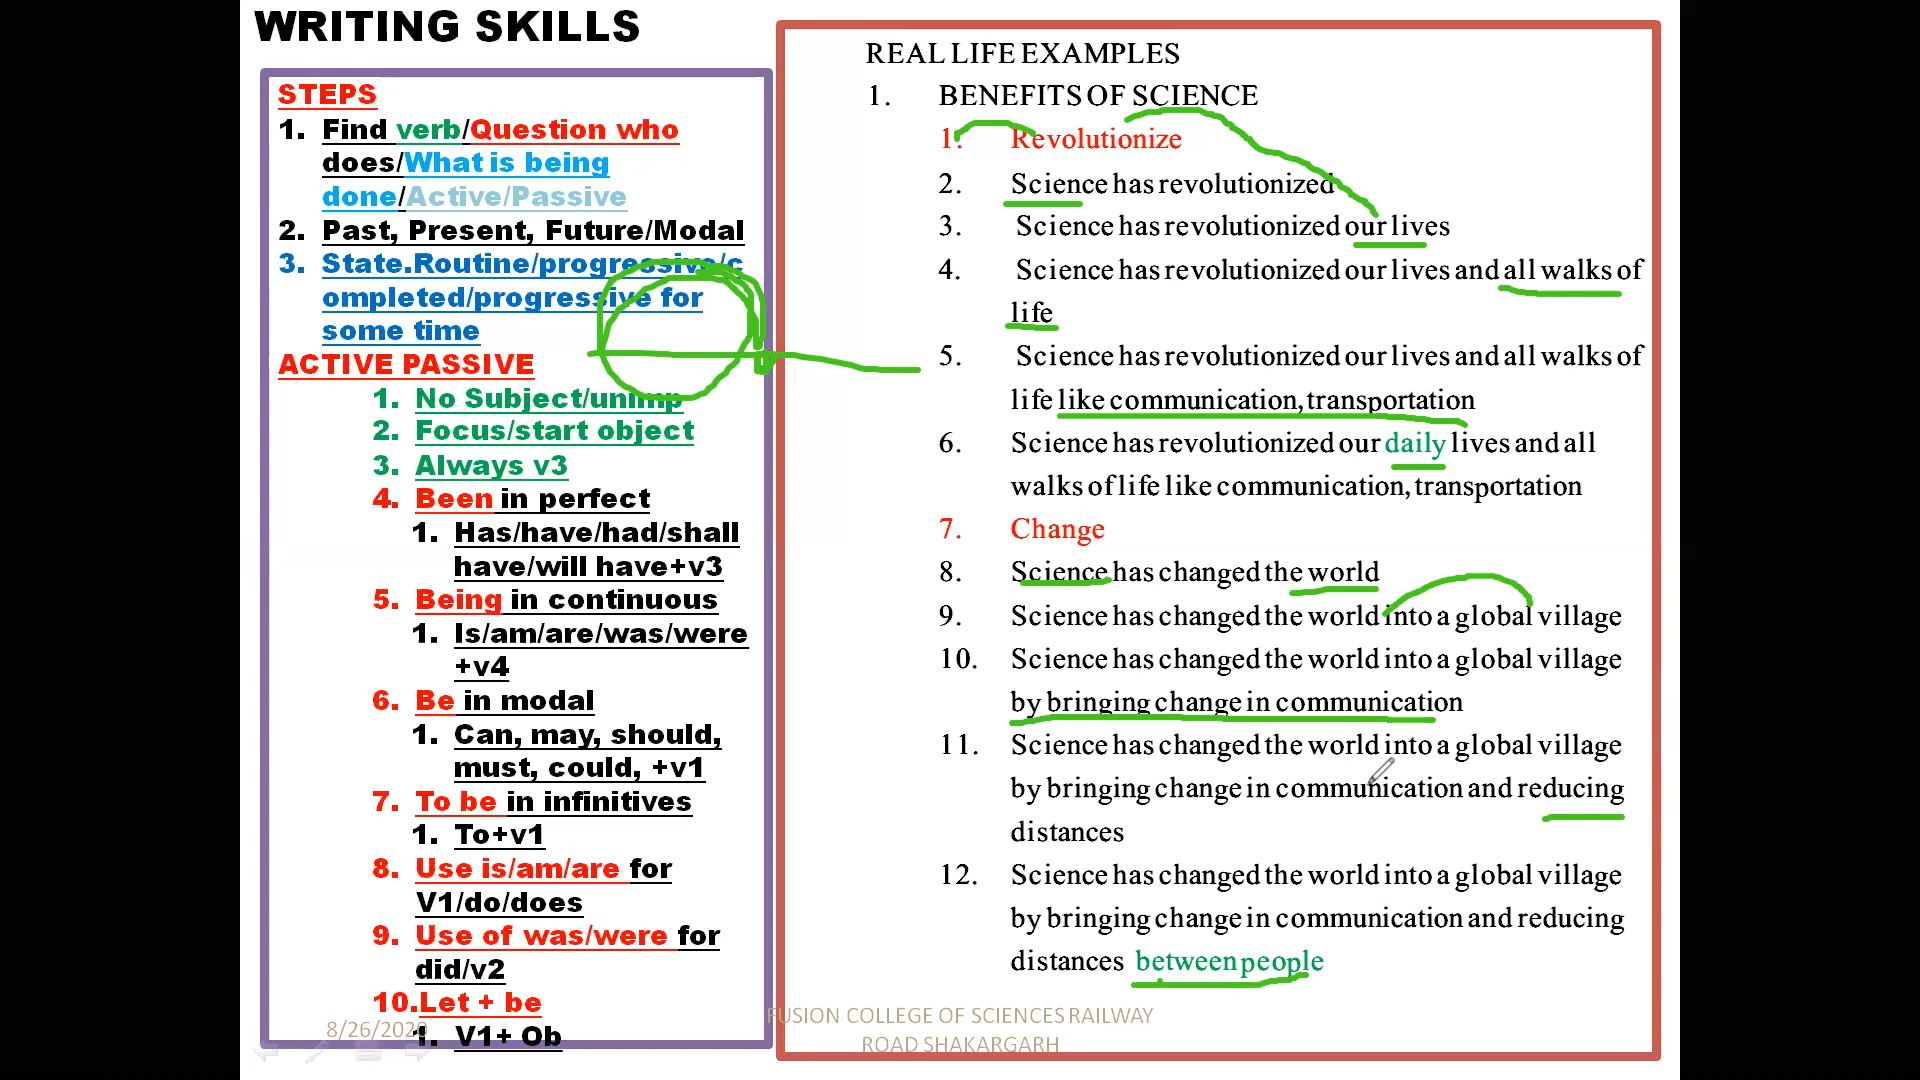 WRITING SKILLS
STEPS
1. Find verb/Question who
does/What is being
done/Active/Passive
2. Past, Present, Future/Modal
3. State.Routine/progressive/c
ompleted/progressive for
some time
ACTIVE PASSIVE
1. No Subject/unimp
2. Focus/start object
3. Always v3
4. Been in perfect
1. Has/have/had/shall
have/will have+v3
5. Being in continuous
1. Is/am/are/was/were
+v4
6. Be in modal
1. Can, may, should,
must, could, +v1
7. To be in infinitives
1. To+v1
8. Use is/am/are for
V1/do/does
9. Use of was/were for
did/v2
10.Let + be
1. V1+ Ob
8/26/2020
REAL LIFE EXAMPLES
1. BENEFITS OF SCIENCE
1. Revolutionize
2. Science has revolutionized
3. Science has revolutionized our lives
4. Science has revolutionized our lives and all walks of
life
5. Science has revolutionized our lives and all walks of
life like communication, transportation
6. Science has revolutionized our daily lives and all
walks of life like communication, transportation
7. Change
8. Science has changed the world
9. Science has changed the world into a global village
10. Science has changed the world into a global village
by bringing change in communication
11. Science has changed the world into a global village
by bringing change in communication and reducing
distances
12. Science has changed the world into a global village
by bringing change in communication and reducing
distances between people
FUSION COLLEGE OF SCIENCES RAILWAY
ROAD SHAKARGARH